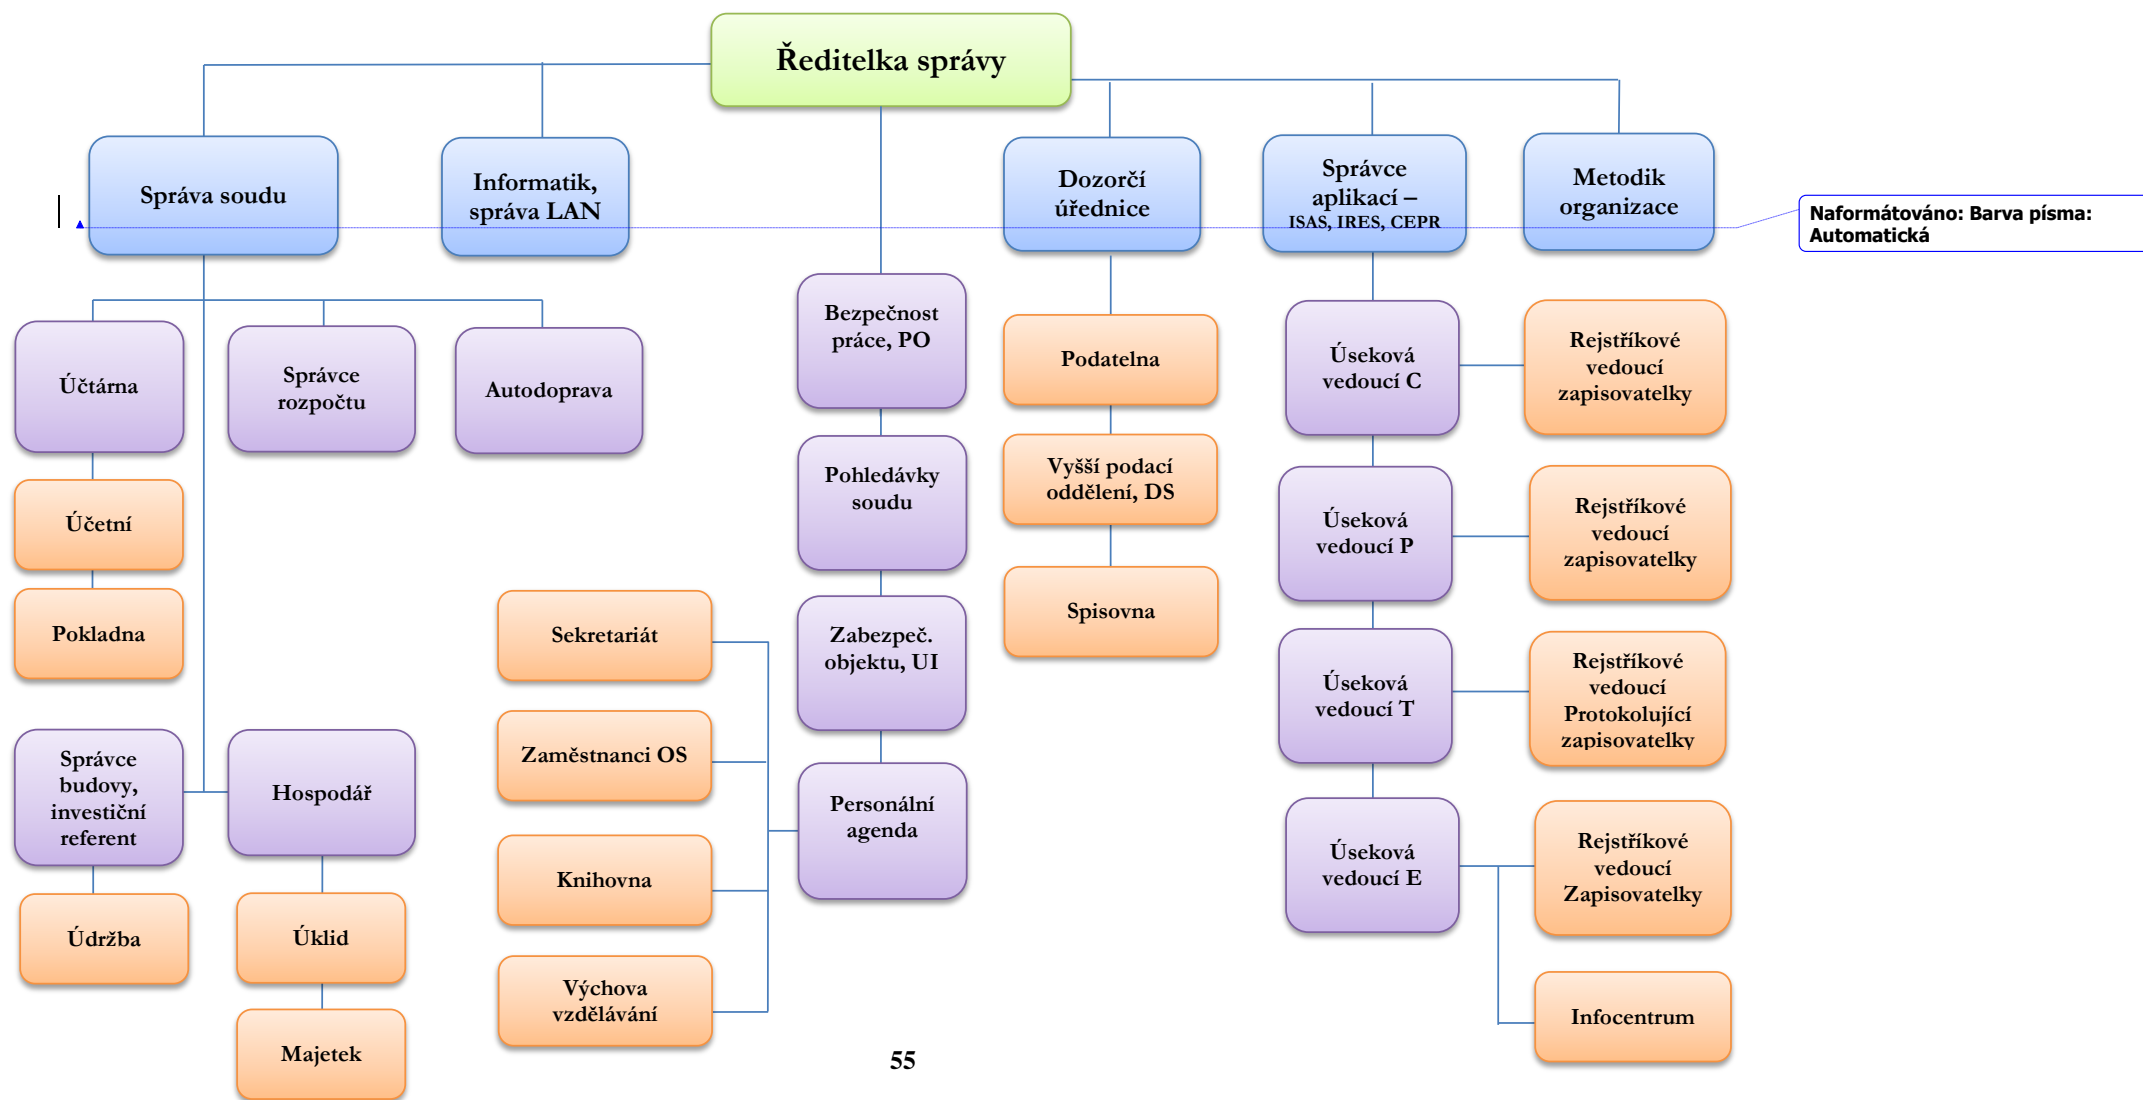 Ředitelka správy
Správa soudu
Informatik,
správa LAN
Dozorčí
úřednice
Správce
aplikací –
ISAS, IRES, CEPR
Metodik
organizace
Naformátováno: Barva písma:
Automatická
Účtárna
Správce
rozpočtu
Autodoprava
Bezpečnost
práce, PO
Podatelna
Úseková
vedoucí C
Rejstříkové
vedoucí
zapisovatelky
Účetní
Pohledávky
soudu
Vyšší podací
oddělení, DS
Úseková
vedoucí P
Rejstříkové
vedoucí
zapisovatelky
Pokladna
Sekretariát
Zabezpeč.
objektu, UI
Spisovna
Úseková
vedoucí T
Rejstříkové
vedoucí
Protokolující
zapisovatelky
Správce
budovy,
investiční
referent
Hospodář
Zaměstnanci OS
Personální
agenda
Úseková
vedoucí E
Rejstříkové
vedoucí
Zapisovatelky
Knihovna
Údržba
Úklid
Výchova
vzdělávání
Infocentrum
Majetek
55